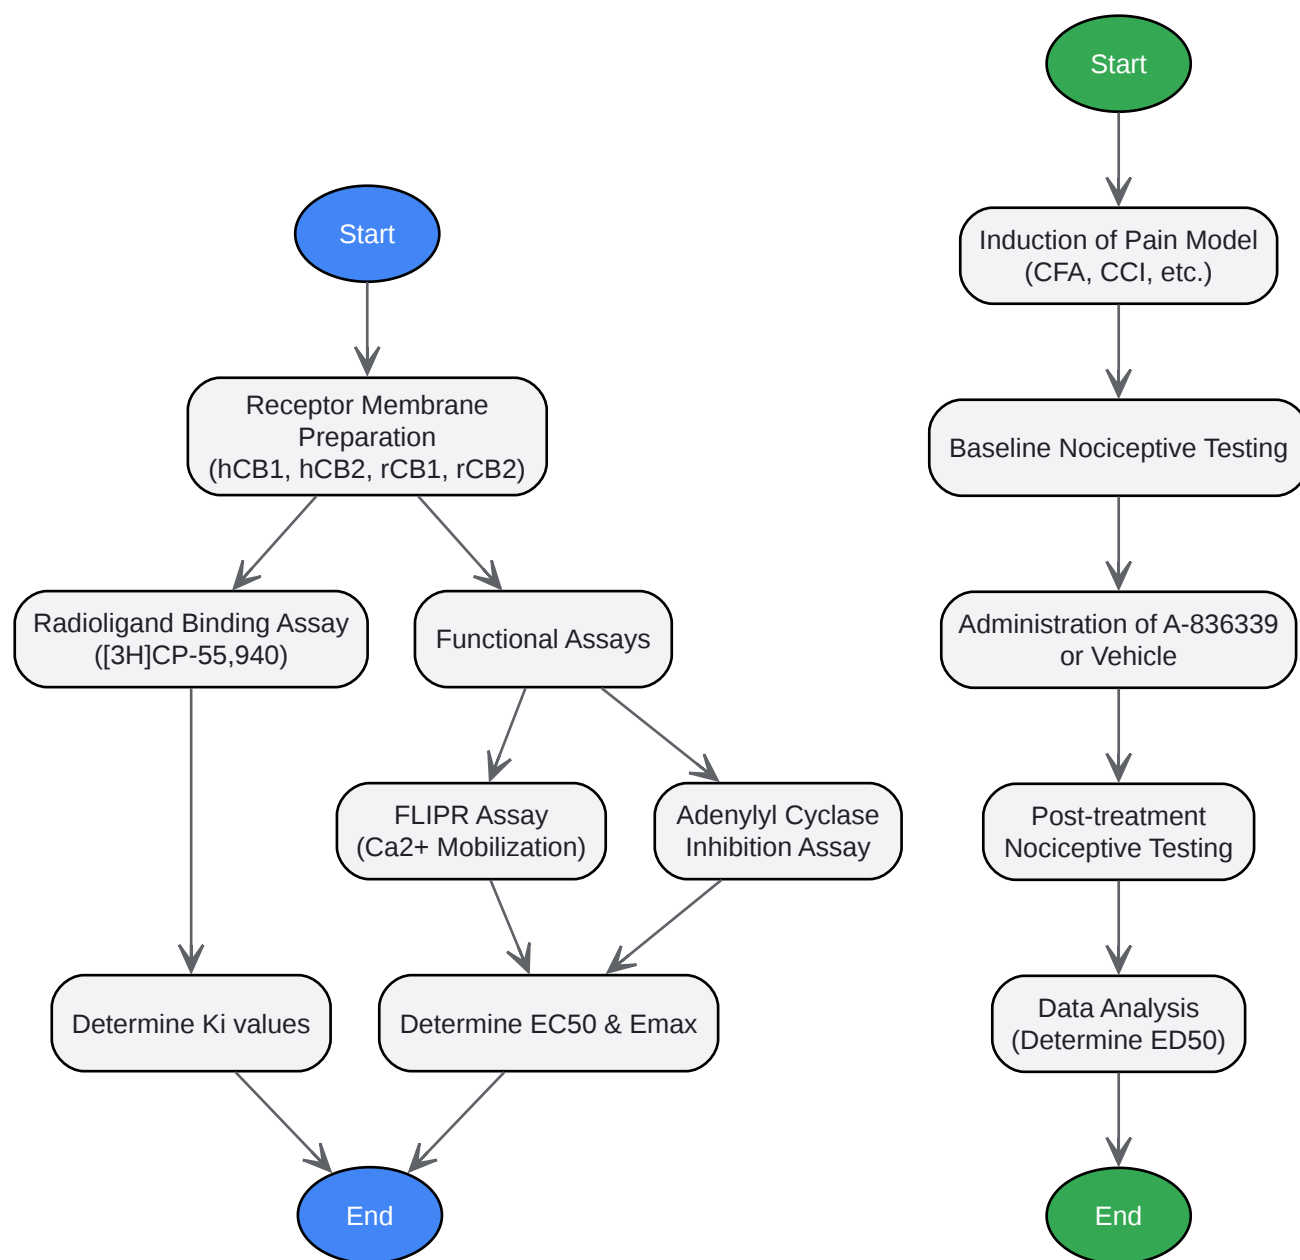 Start
Receptor Membrane
Preparation
(hCB1, hCB2, rCB1, rCB2)
Radioligand Binding Assay
([3H]CP-55,940)
Functional Assays
FLIPR Assay
(Ca2+ Mobilization)
Adenylyl Cyclase
Inhibition Assay
Determine Ki values
Determine EC50 & Emax
End
Start
Induction of Pain Model
(CFA, CCI, etc.)
Baseline Nociceptive Testing
Administration of A-836339
or Vehicle
Post-treatment
Nociceptive Testing
Data Analysis
(Determine ED50)
End